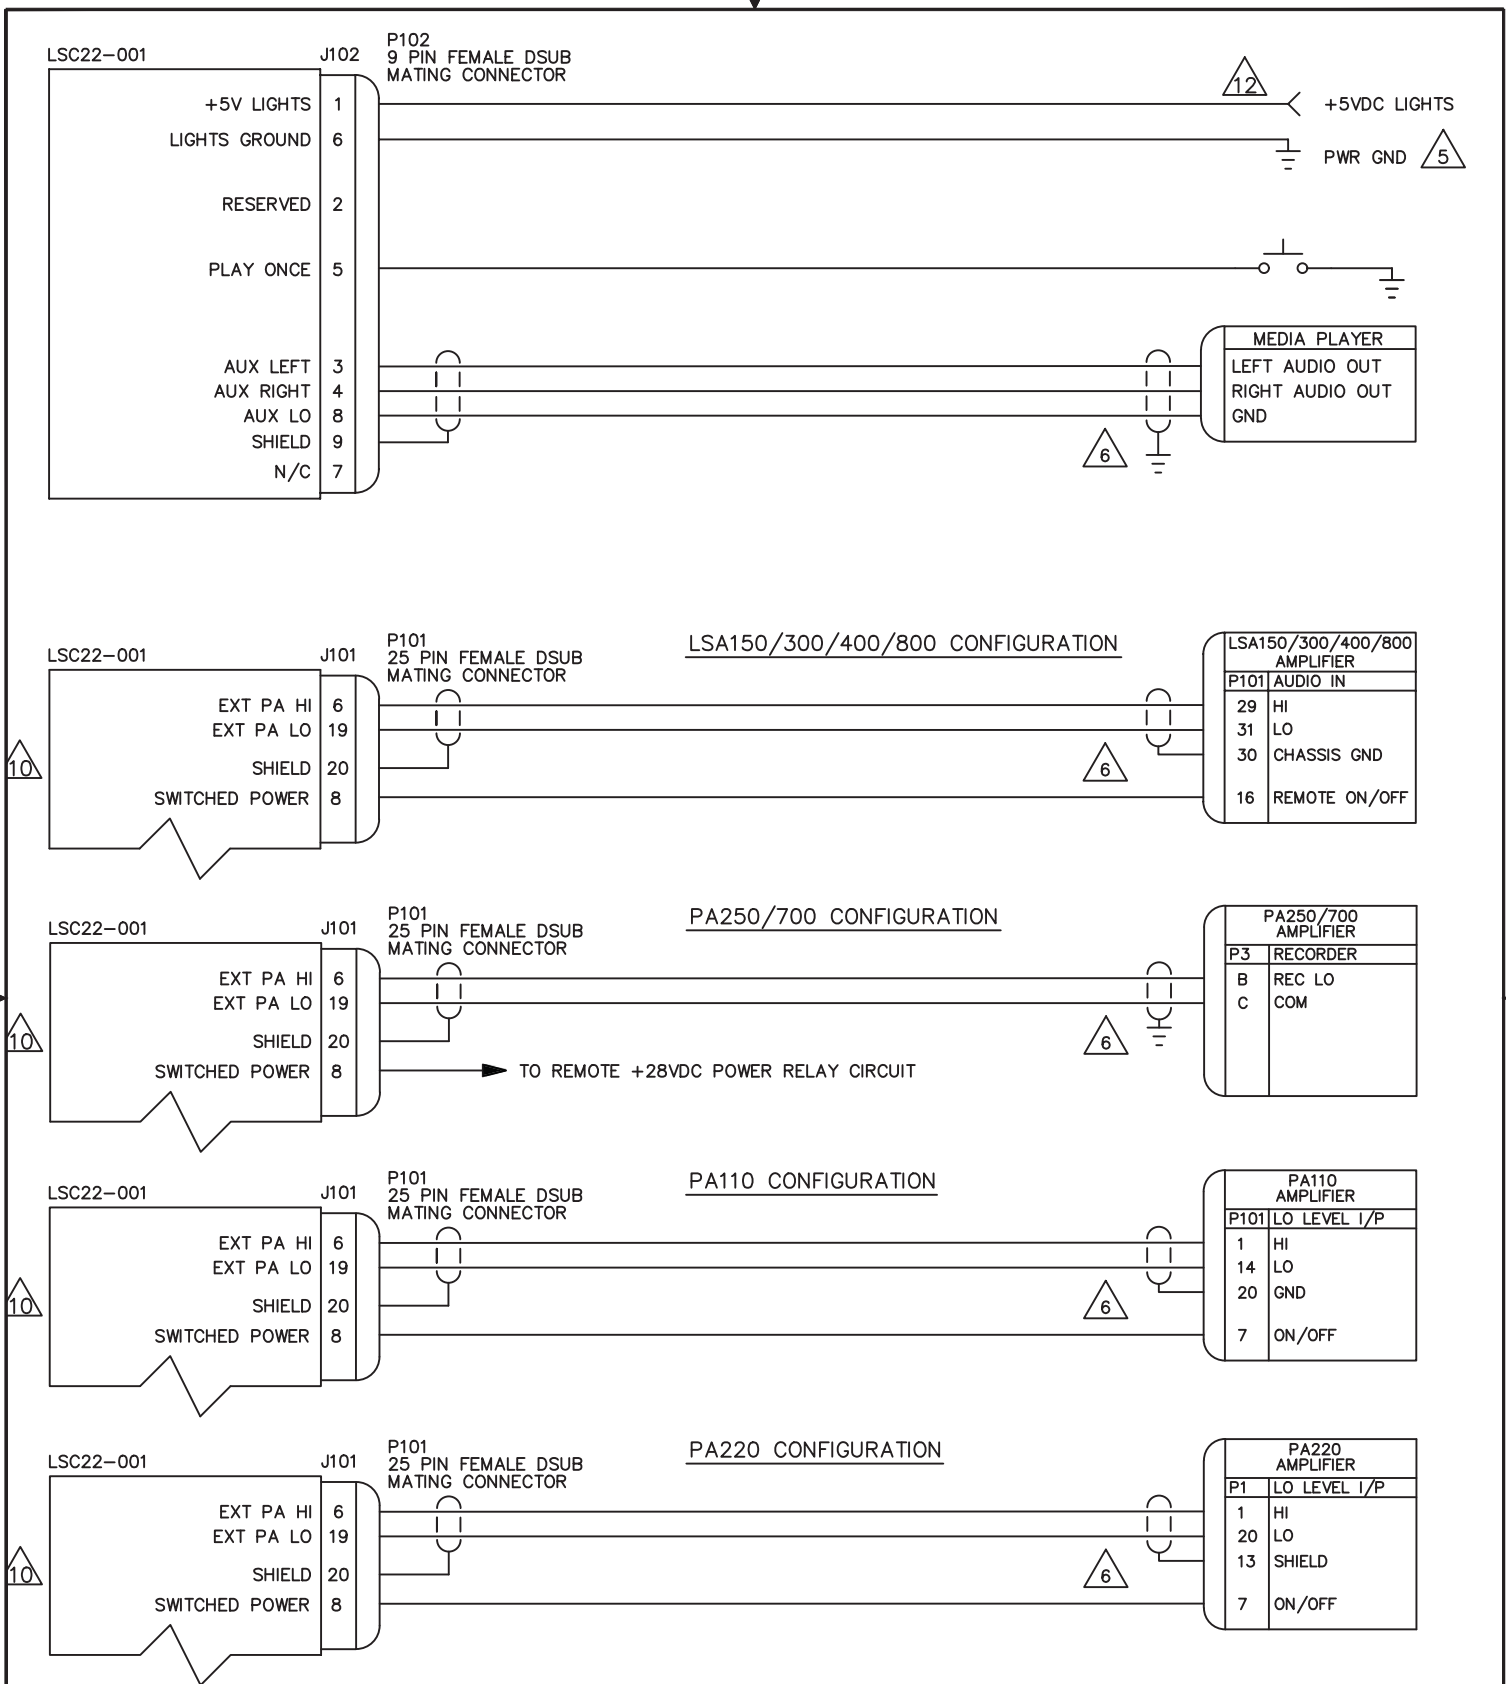 LSC22-001
J102
P102
9 PIN FEMALE DSUB
MATING CONNECTOR
+5V LIGHTS 1
12
+5VDC LIGHTS
LIGHTS GROUND 6
PWR GND 5
RESERVED 2
PLAY ONCE 5
MEDIA PLAYER
AUX LEFT 3
LEFT AUDIO OUT
AUX RIGHT 4
RIGHT AUDIO OUT
AUX LO 8
GND
SHIELD 9
6
N/C 7
LSC22-001
J101
P101
25 PIN FEMALE DSUB
MATING CONNECTOR
LSA150/300/400/800 CONFIGURATION
LSA150/300/400/800
AMPLIFIER
P101 AUDIO IN
EXT PA HI 6
29 HI
EXT PA LO 19
31 LO
30 CHASSIS GND
10
SHIELD 20
6
SWITCHED POWER 8
16 REMOTE ON/OFF
LSC22-001
J101
P101
25 PIN FEMALE DSUB
MATING CONNECTOR
PA250/700 CONFIGURATION
PA250/700
AMPLIFIER
P3 RECORDER
EXT PA HI 6
B REC LO
EXT PA LO 19
C COM
10
SHIELD 20
6
SWITCHED POWER 8
TO REMOTE +28VDC POWER RELAY CIRCUIT
LSC22-001
J101
P101
25 PIN FEMALE DSUB
MATING CONNECTOR
PA110 CONFIGURATION
PA110
AMPLIFIER
P101 LO LEVEL I/P
EXT PA HI 6
1 HI
EXT PA LO 19
14 LO
20 GND
10
SHIELD 20
6
SWITCHED POWER 8
7 ON/OFF
LSC22-001
J101
P101
25 PIN FEMALE DSUB
MATING CONNECTOR
PA220 CONFIGURATION
PA220
AMPLIFIER
P1 LO LEVEL I/P
EXT PA HI 6
1 HI
EXT PA LO 19
20 LO
13 SHIELD
10
SHIELD 20
6
SWITCHED POWER 8
7 ON/OFF